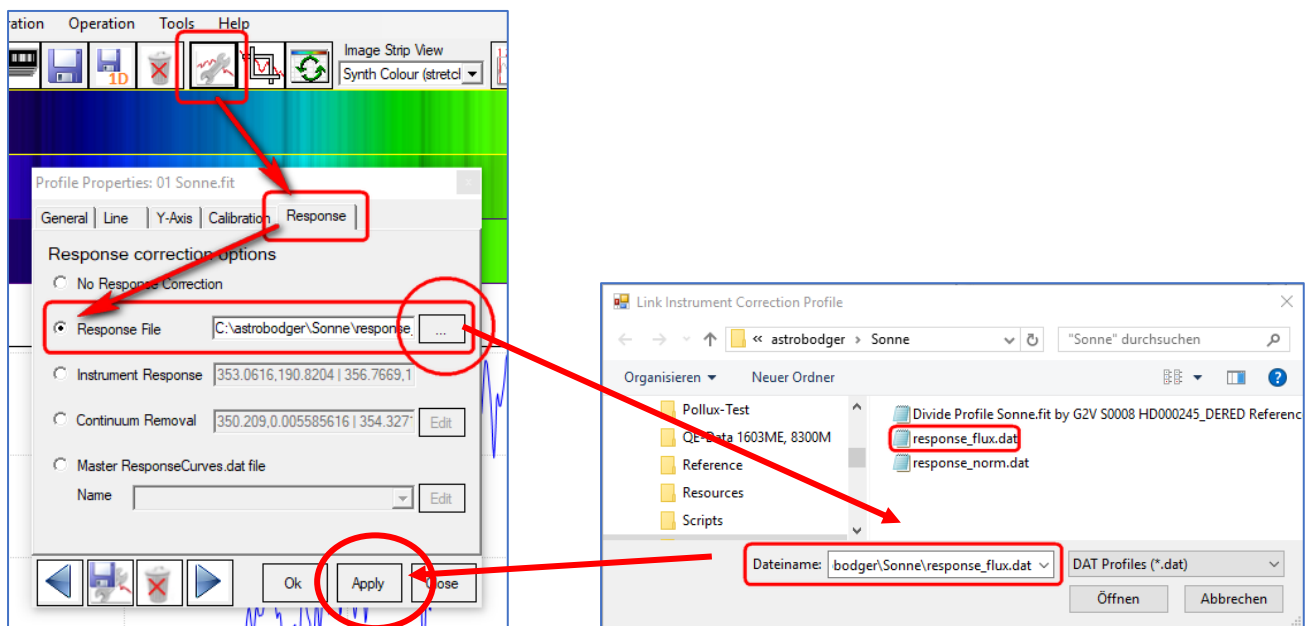 ration Operation Tools Help
Image Strip View
1D
Synth Colour (stretcl
Profile Properties: 01 Sonne.fit
General Line Y-Axis Calibration Response
Response correction options
No Response Correction
Response File C:\astrobodger\Sonne\response_ ...
Instrument Response 353.0616,190.8204 | 356.7669,1
Continuum Removal 350.209,0.005585616 | 354.327 Edit
Master ResponseCurves.dat file
Name Edit
Ok Apply Close
Link Instrument Correction Profile
« astrobodger › Sonne "Sonne" durchsuchen
Organisieren Neuer Ordner
Pollux-Test
QE-Data 1603ME, 8300M
Reference
Resources
Scripts
Divide Profile Sonne.fit by G2V S0008 HD000245_DERED Referenc
response_flux.dat
response_norm.dat
Dateiname: bodger\Sonne\response_flux.dat DAT Profiles (*.dat)
Öffnen Abbrechen